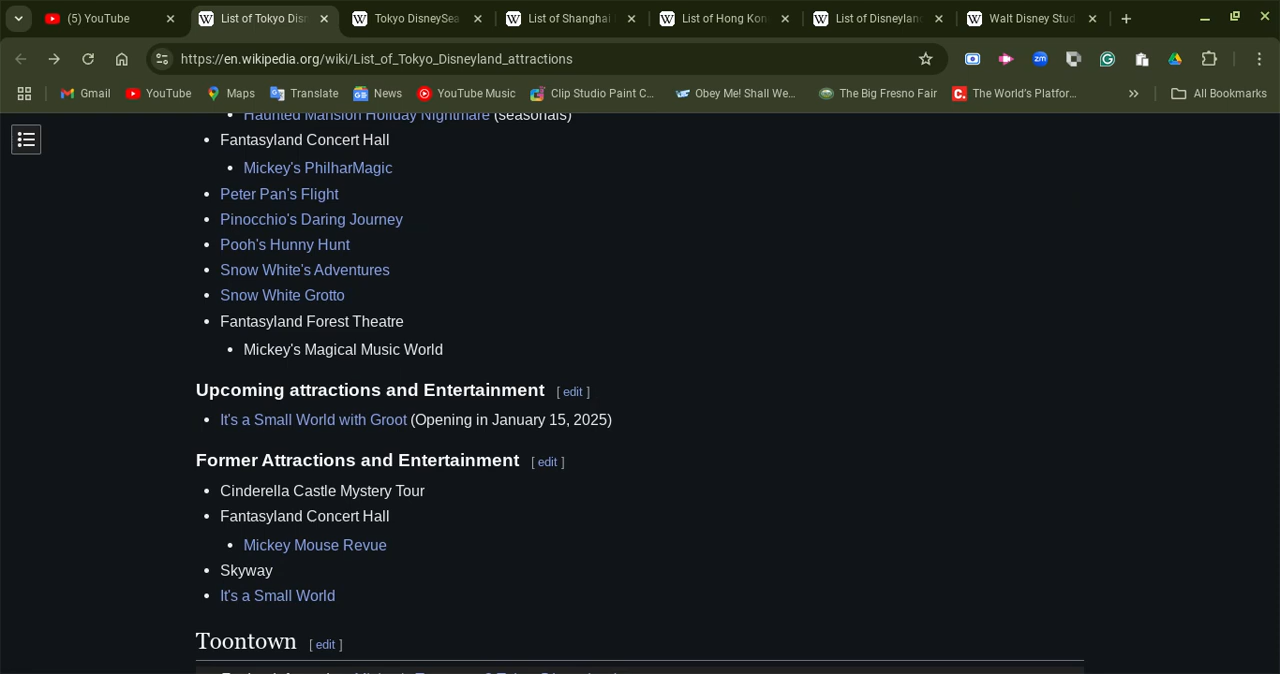 (5) YouTube
List of Tokyo Dis
Tokyo DisneySea
List of Shanghai
List of Hong Kon
List of Disneylan
Walt Disney Stud
https://en.wikipedia.org/wiki/List_of_Tokyo_Disneyland_attractions
Gmail
YouTube
Maps
Translate
News
YouTube Music
Clip Studio Paint C...
Obey Me! Shall We...
The Big Fresno Fair
The World's Platfor...
All Bookmarks
Haunted Mansion Holiday Nightmare (seasonals)
Fantasyland Concert Hall
Mickey's PhilharMagic
Peter Pan's Flight
Pinocchio's Daring Journey
Pooh's Hunny Hunt
Snow White's Adventures
Snow White Grotto
Fantasyland Forest Theatre
Mickey's Magical Music World
Upcoming attractions and Entertainment [ edit ]
It's a Small World with Groot (Opening in January 15, 2025)
Former Attractions and Entertainment [ edit ]
Cinderella Castle Mystery Tour
Fantasyland Concert Hall
Mickey Mouse Revue
Skyway
It's a Small World
Toontown [ edit ]